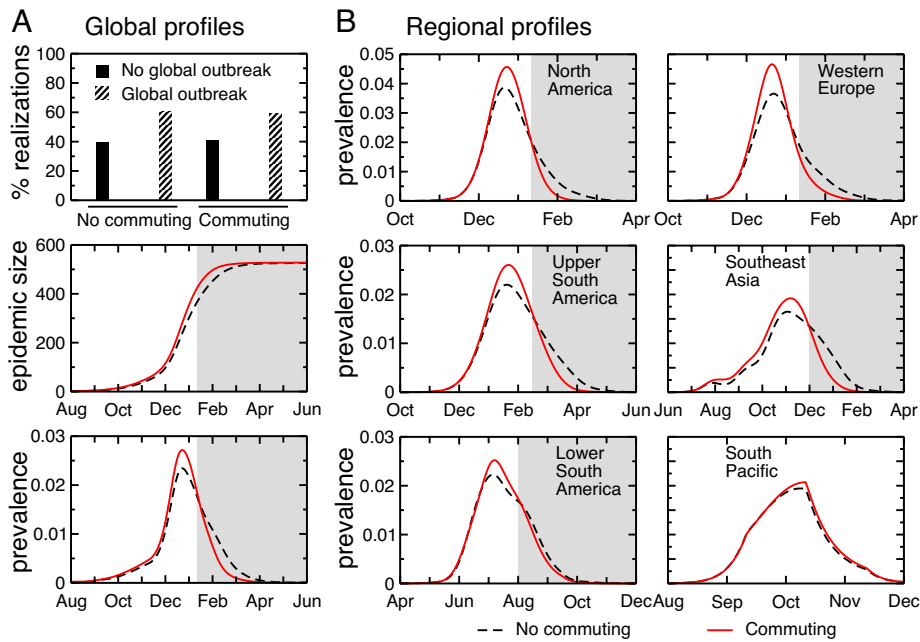 A Global profiles
B Regional profiles
100
80
60
40
20
0
% realizations
No global outbreak
Global outbreak
No commuting Commuting
600
400
200
0
epidemic size
Aug Oct Dec Feb Apr Jun
0.03
0.02
0.01
0
prevalence
Aug Oct Dec Feb Apr Jun
0.05
0.04
0.03
0.02
0.01
0
prevalence
North
America
Oct Dec Feb Apr
Western
Europe
Oct Dec Feb Apr
0.03
0.02
0.01
0
prevalence
Upper
South
America
Oct Dec Feb Apr Jun
Southeast
Asia
Jun Aug Oct Dec Feb Apr
0.03
0.02
0.01
0
prevalence
Lower
South
America
Apr Jun Aug Oct Dec
South
Pacific
Aug Sep Oct Nov Dec
No commuting Commuting